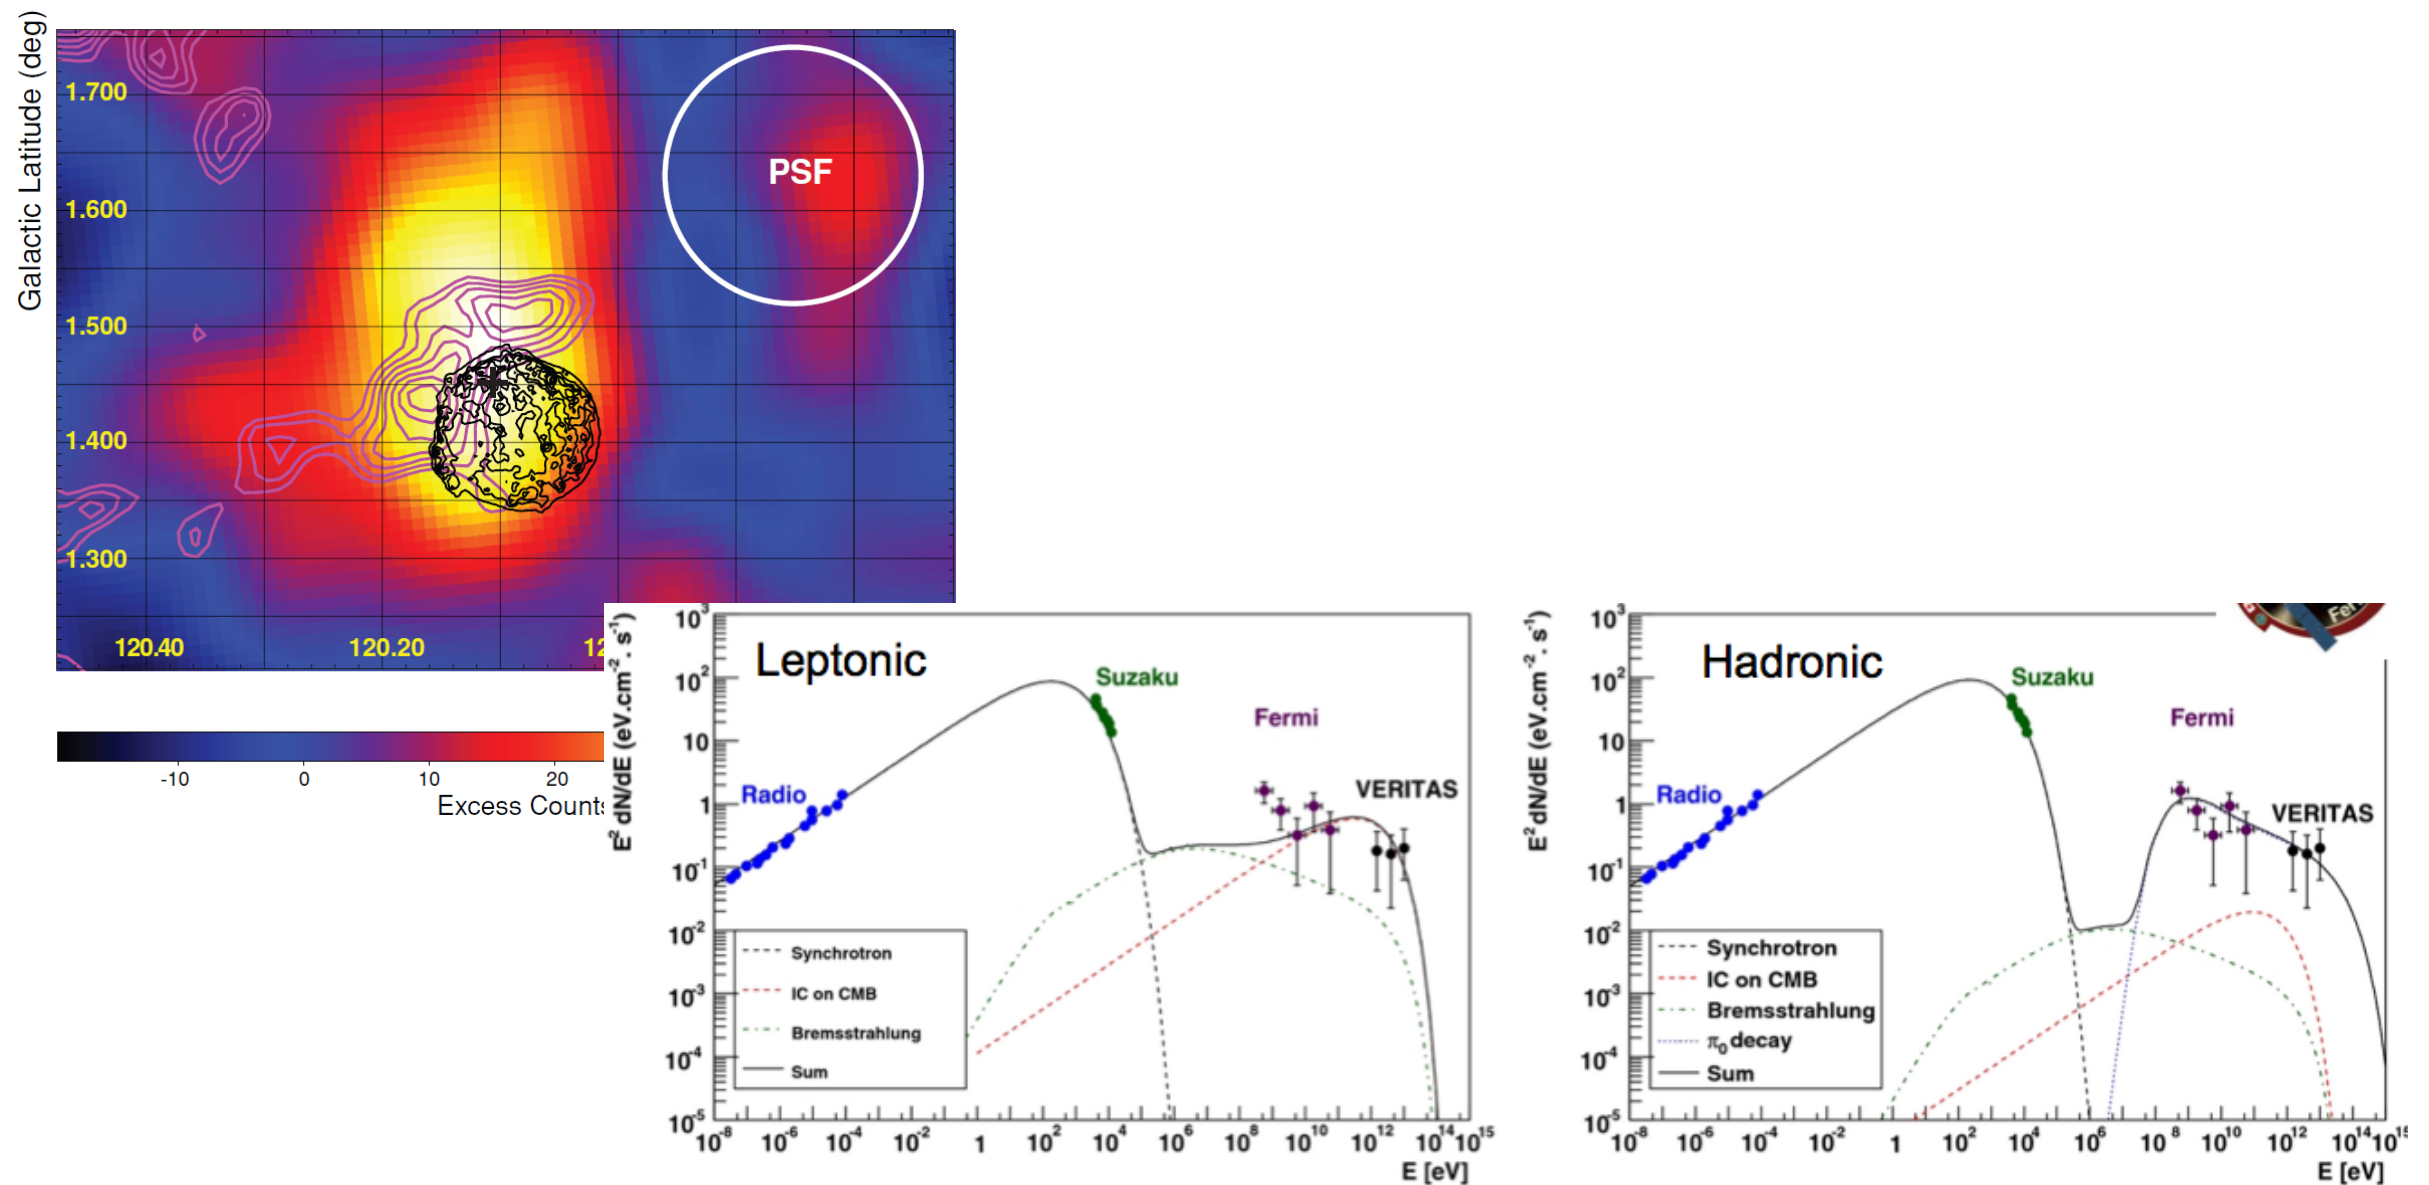 Galactic Latitude (deg)
1.700
1.600
1.500
1.400
1.300
PSF
120.40
120.20
-10
0
10
20
Excess Counts
E² dN/dE (eV.cm⁻². s⁻¹)
10³
10²
10
1
10⁻¹
10⁻²
10⁻³
10⁻⁴
10⁻⁵
Leptonic
Radio
Suzaku
Fermi
VERITAS
Synchrotron
IC on CMB
Bremsstrahlung
Sum
10⁻⁸ 10⁻⁶ 10⁻⁴ 10⁻² 1 10² 10⁴ 10⁶ 10⁸ 10¹⁰ 10¹² 10¹⁴ 10¹⁵
E [eV]
E² dN/dE (eV.cm⁻². s⁻¹)
10³
10²
10
1
10⁻¹
10⁻²
10⁻³
10⁻⁴
10⁻⁵
Hadronic
Radio
Suzaku
Fermi
VERITAS
Synchrotron
IC on CMB
Bremsstrahlung
π₀ decay
Sum
10⁻⁸ 10⁻⁶ 10⁻⁴ 10⁻² 1 10² 10⁴ 10⁶ 10⁸ 10¹⁰ 10¹² 10¹⁴ 10¹⁵
E [eV]